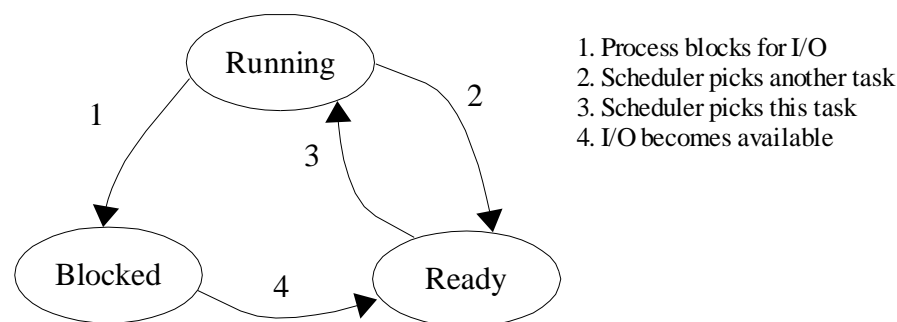 Running
1. Process blocks for I/O
2. Scheduler picks another task
3. Scheduler picks this task
4. I/O becomes available
1
2
3
Blocked
4
Ready